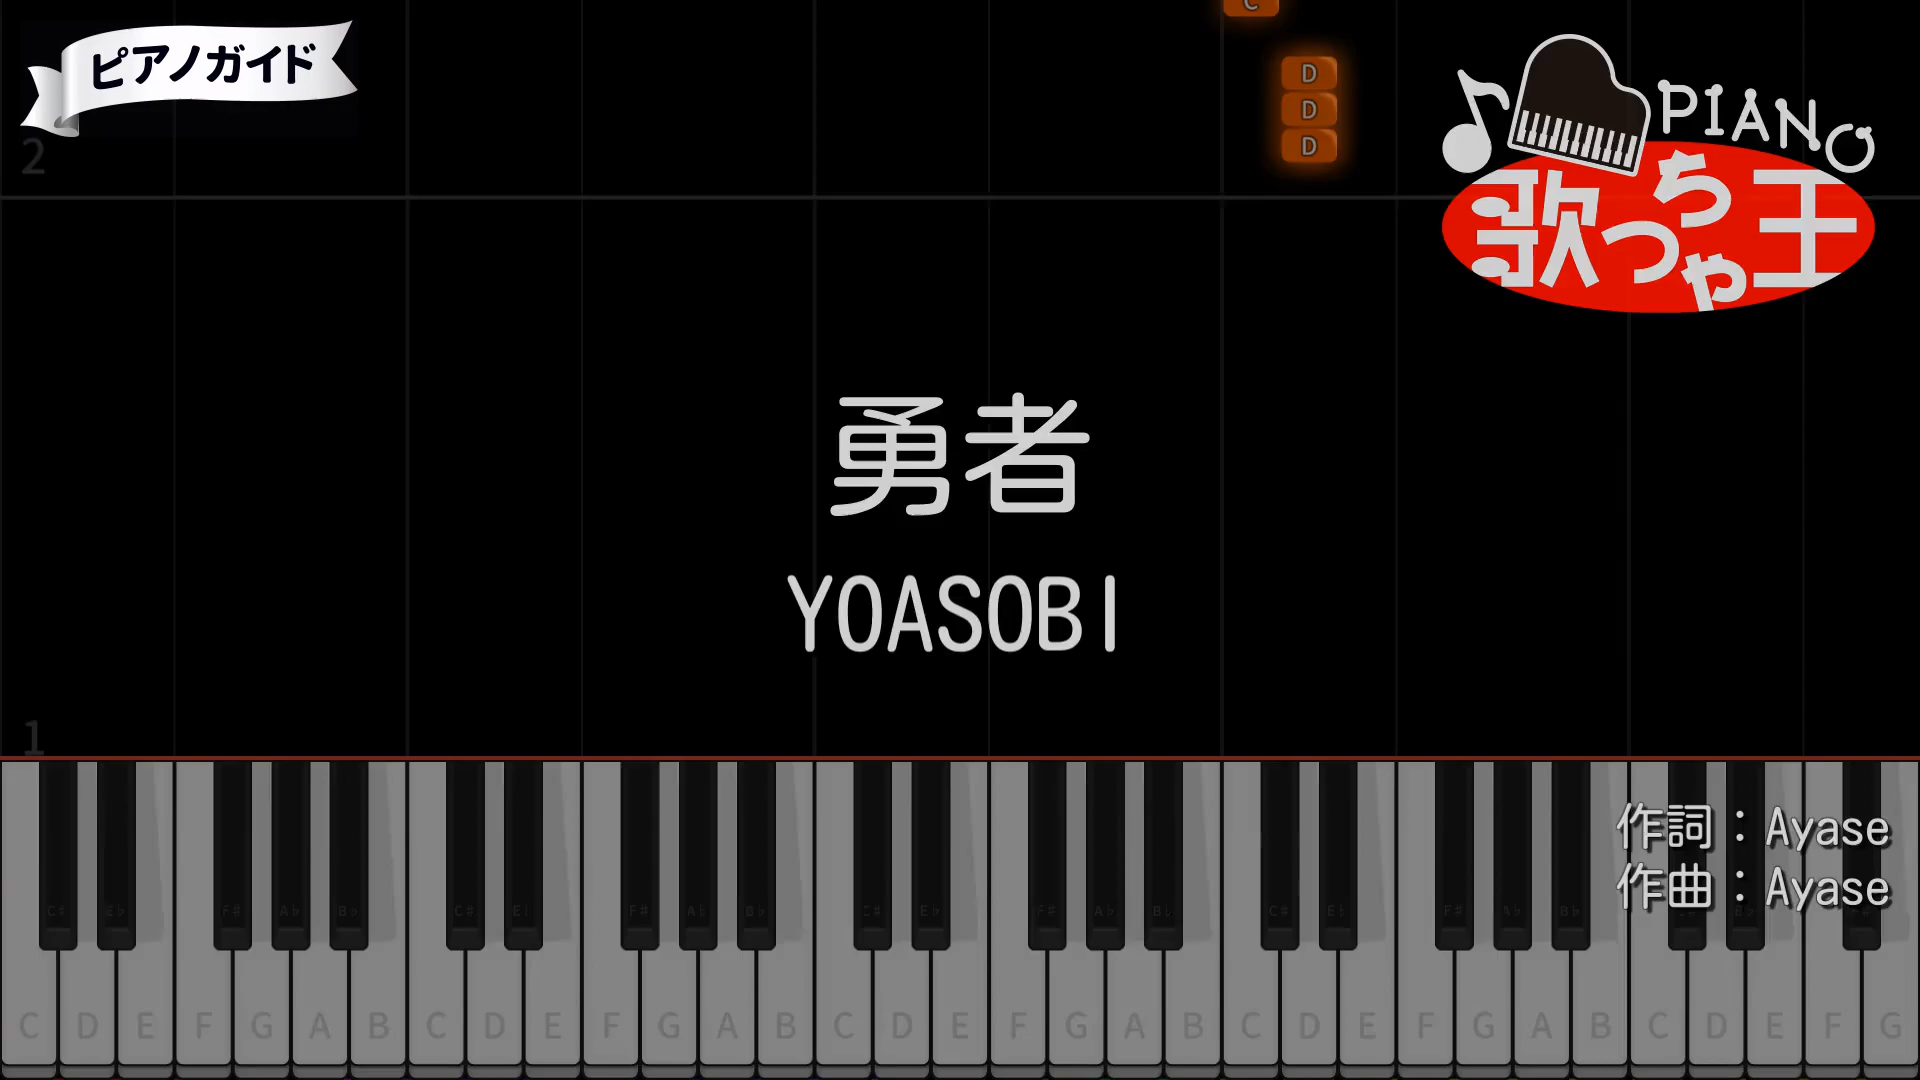 ピアノガイド
C
D
D
D
PIANO
歌っちゃ王
2
勇者
YOASOBI
1
作詞：Ayase
作曲：Ayase
C# E♭ F# A♭ B♭ C# E♭ F# A♭ B♭ C# E♭ F# A♭ B♭ C# E♭ F# A♭ B♭ B♭ F#
C D E F G A B C D E F G A B C D E F G A B C D E F G A B C D E F G